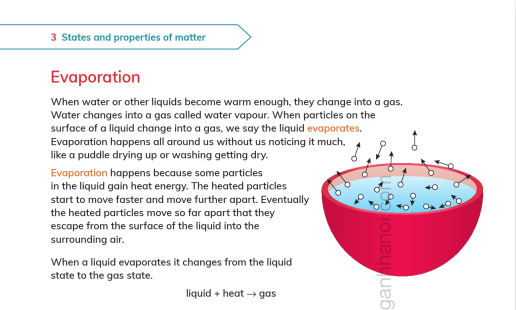 3 States and properties of matter
Evaporation
When water or other liquids become warm enough, they change into a gas.
Water changes into a gas called water vapour. When particles on the
surface of a liquid change into a gas, we say the liquid evaporates.
Evaporation happens all around us without us noticing it much,
like a puddle drying up or washing getting dry.
Evaporation happens because some particles
in the liquid gain heat energy. The heated particles
start to move faster and move further apart. Eventually
the heated particles move so far apart that they
escape from the surface of the liquid into the
surrounding air.
When a liquid evaporates it changes from the liquid
state to the gas state.
liquid + heat → gas